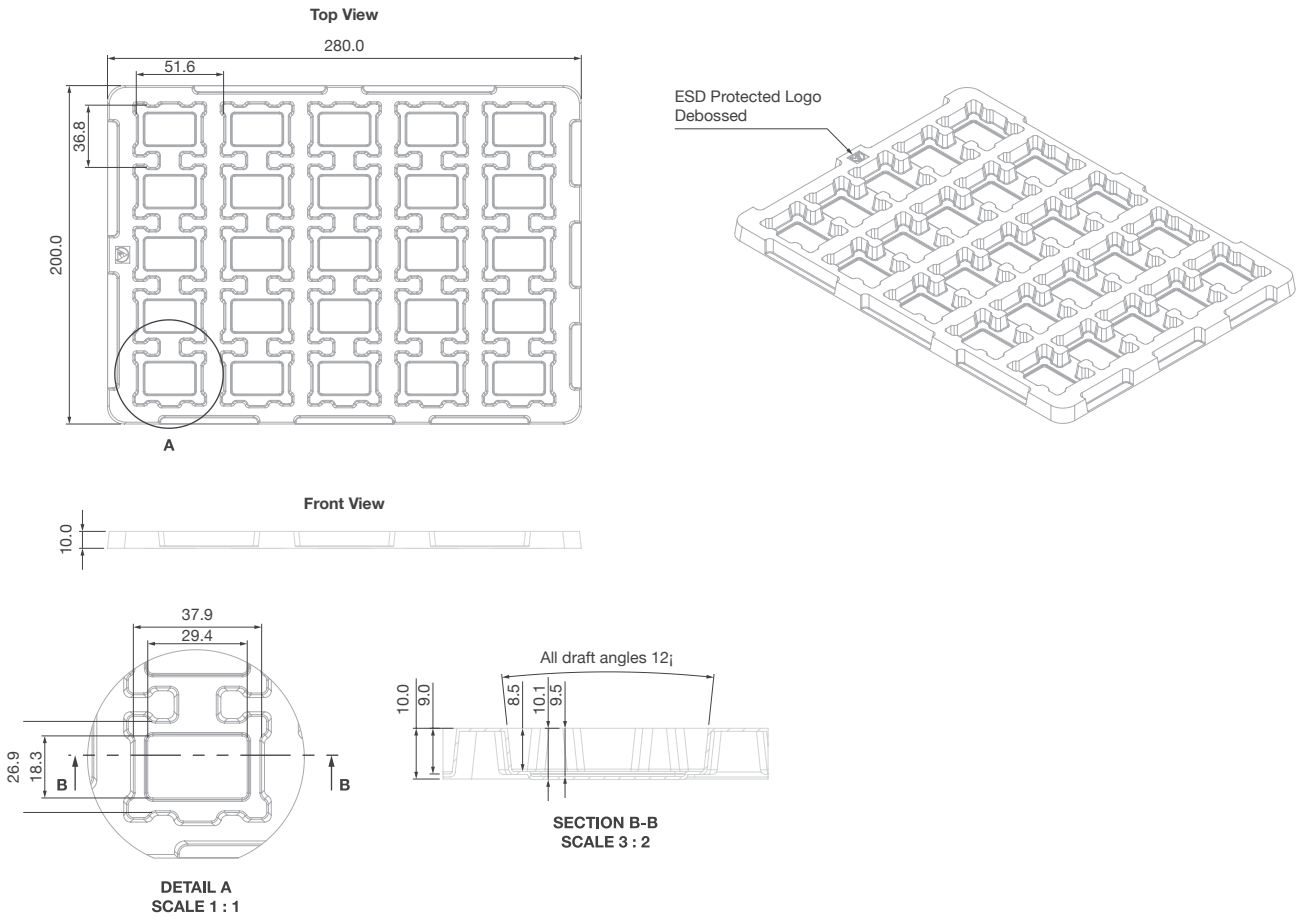 Top View
280.0
51.6
36.8
200.0
A
ESD Protected Logo
Debossed
Front View
10.0
37.9
29.4
26.9
18.3
B
B
DETAIL A
SCALE 1 : 1
All draft angles 12¡
10.0
9.0
8.5
10.1
9.5
SECTION B-B
SCALE 3 : 2